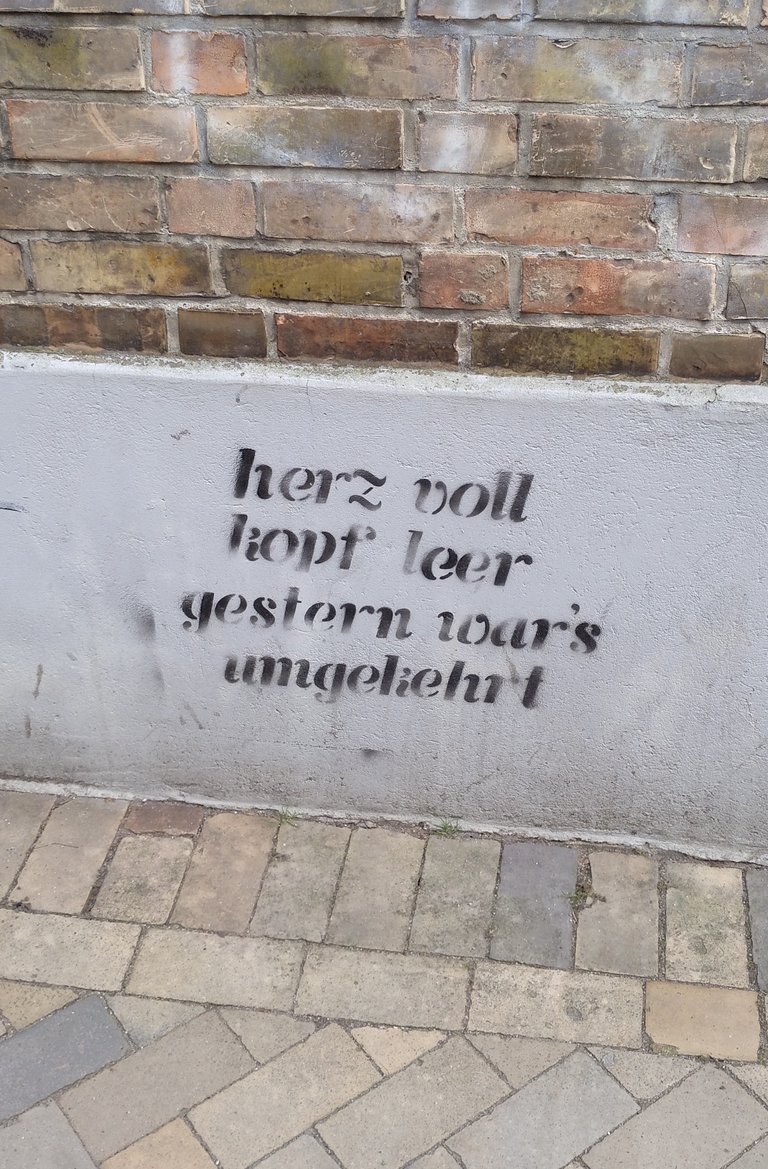 herz voll
kopf leer
gestern war's
umgekehrt